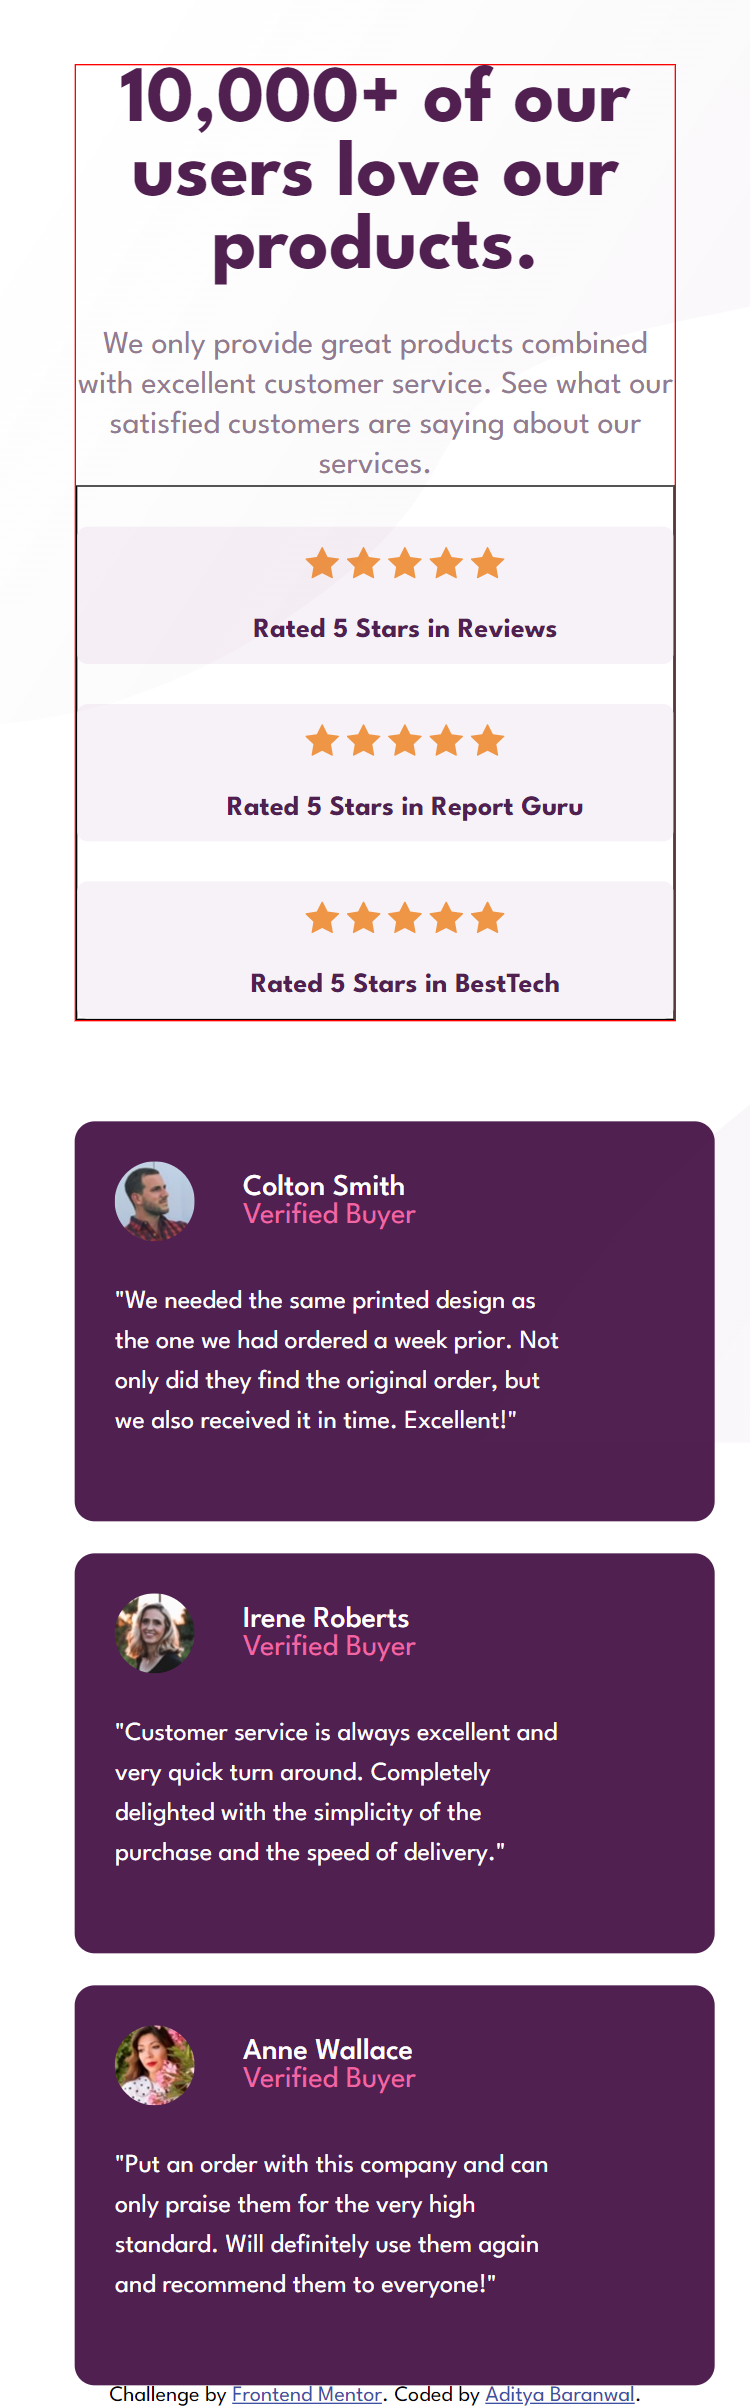 10,000+ of our
users love our
products.
We only provide great products combined
with excellent customer service. See what our
satisfied customers are saying about our
services.
Rated 5 Stars in Reviews
Rated 5 Stars in Report Guru
Rated 5 Stars in BestTech
Colton Smith
Verified Buyer
"We needed the same printed design as
the one we had ordered a week prior. Not
only did they find the original order, but
we also received it in time. Excellent!"
Irene Roberts
Verified Buyer
"Customer service is always excellent and
very quick turn around. Completely
delighted with the simplicity of the
purchase and the speed of delivery."
Anne Wallace
Verified Buyer
"Put an order with this company and can
only praise them for the very high
standard. Will definitely use them again
and recommend them to everyone!"
Challenge by Frontend Mentor. Coded by Aditya Baranwal.